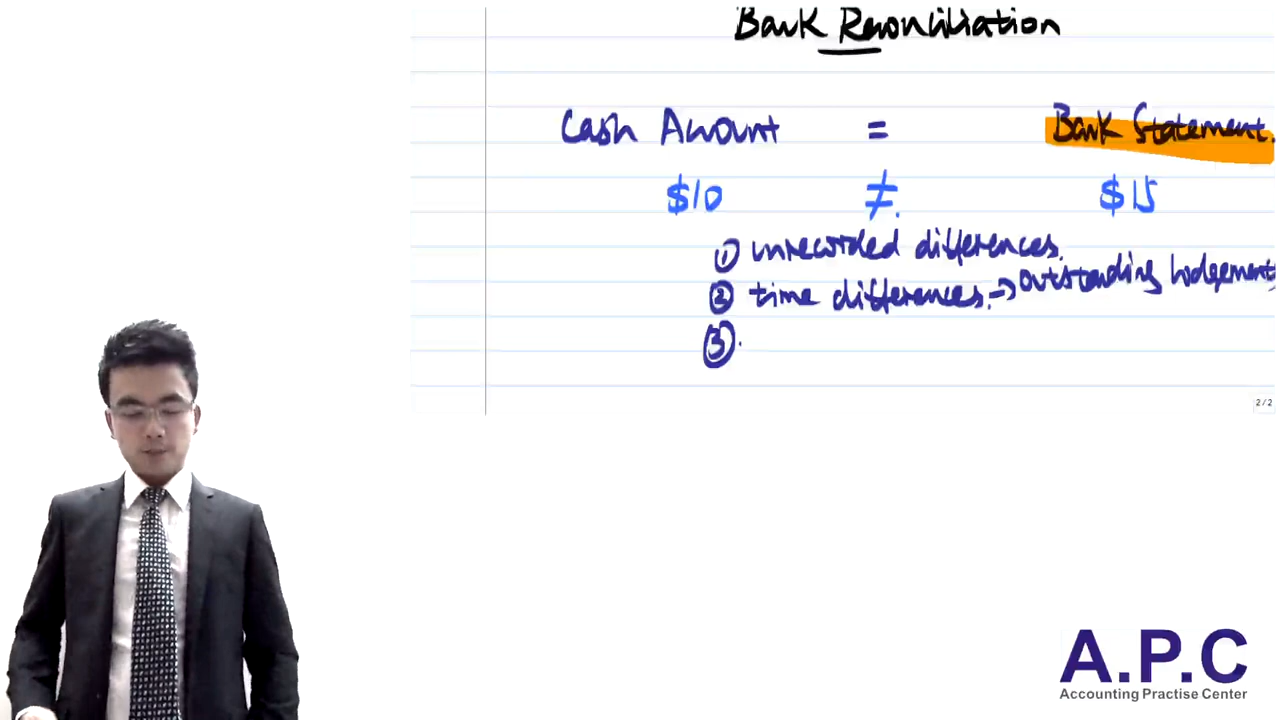 Bank Reconciliation
Cash Amount = Bank Statement.
$10 ≠. $15
① unrecorded differences.
② time differences. → outstanding lodgements
③.
2/2
A.P.C
Accounting Practise Center